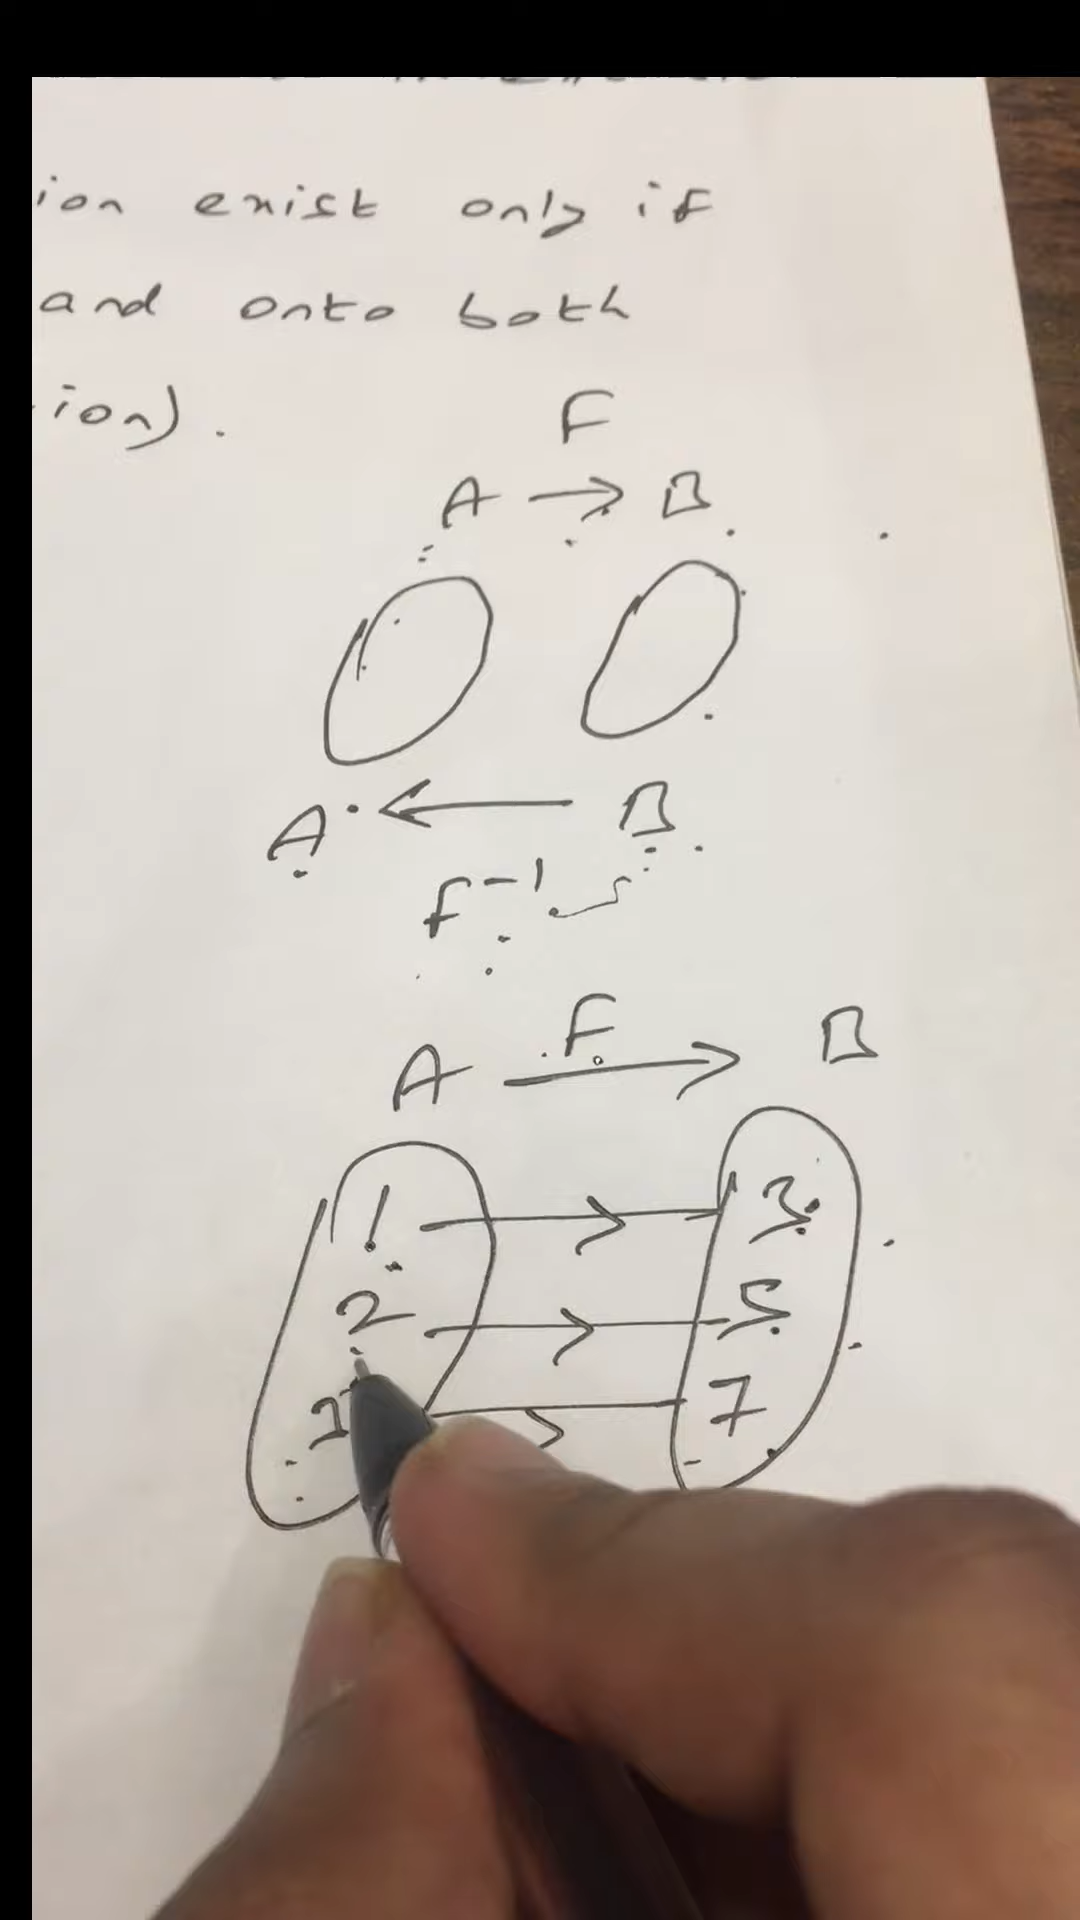 ion exist only if
and onto both
ion).
F
A → B
A ← B
f⁻¹
F
A → B
1 3
2 5
7